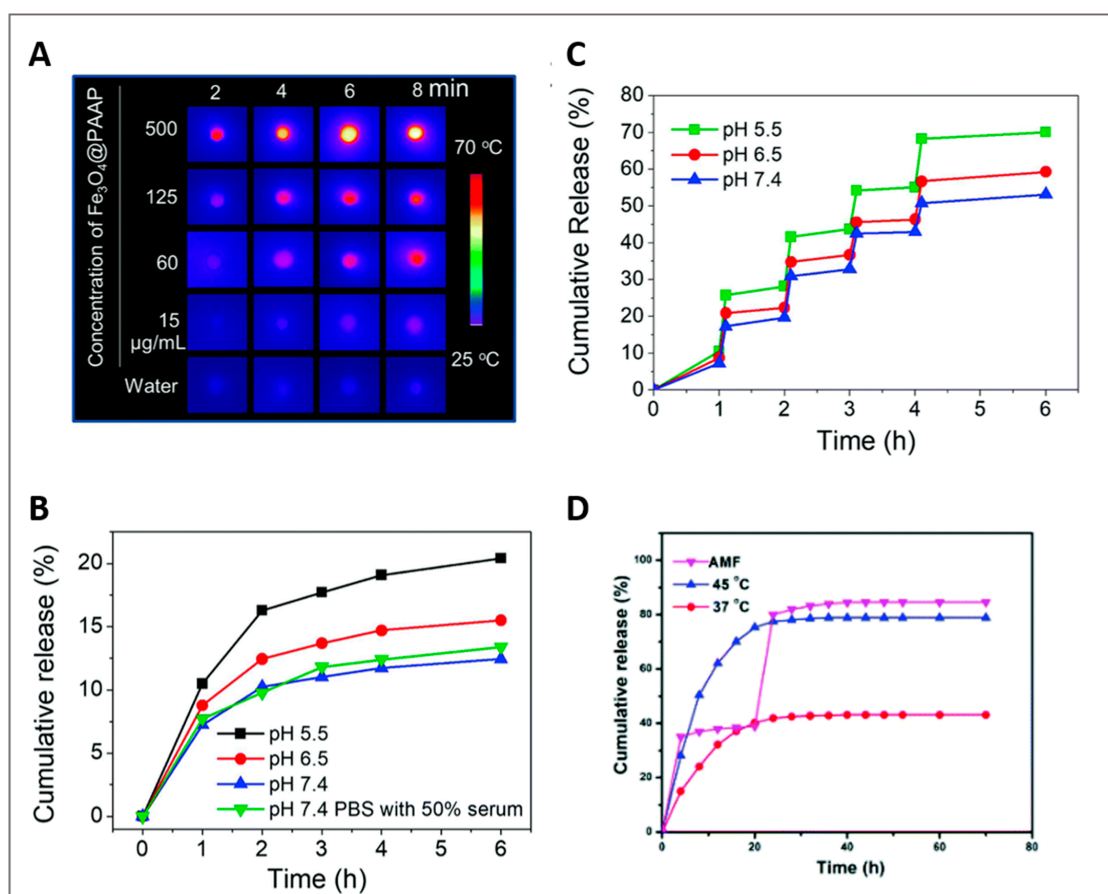 A
Concentration of Fe₃O₄@PAAP
2 4 6 8 min
500
125
60
15
µg/mL
Water
70 °C
25 °C
C
Cumulative Release (%)
80
70
60
50
40
30
20
10
0
pH 5.5
pH 6.5
pH 7.4
0 1 2 3 4 5 6
Time (h)
B
Cumulative release (%)
20
15
10
5
0
pH 5.5
pH 6.5
pH 7.4
pH 7.4 PBS with 50% serum
0 1 2 3 4 5 6
Time (h)
D
Cumulative release (%)
100
80
60
40
20
0
AMF
45 °C
37 °C
0 20 40 60 80
Time (h)